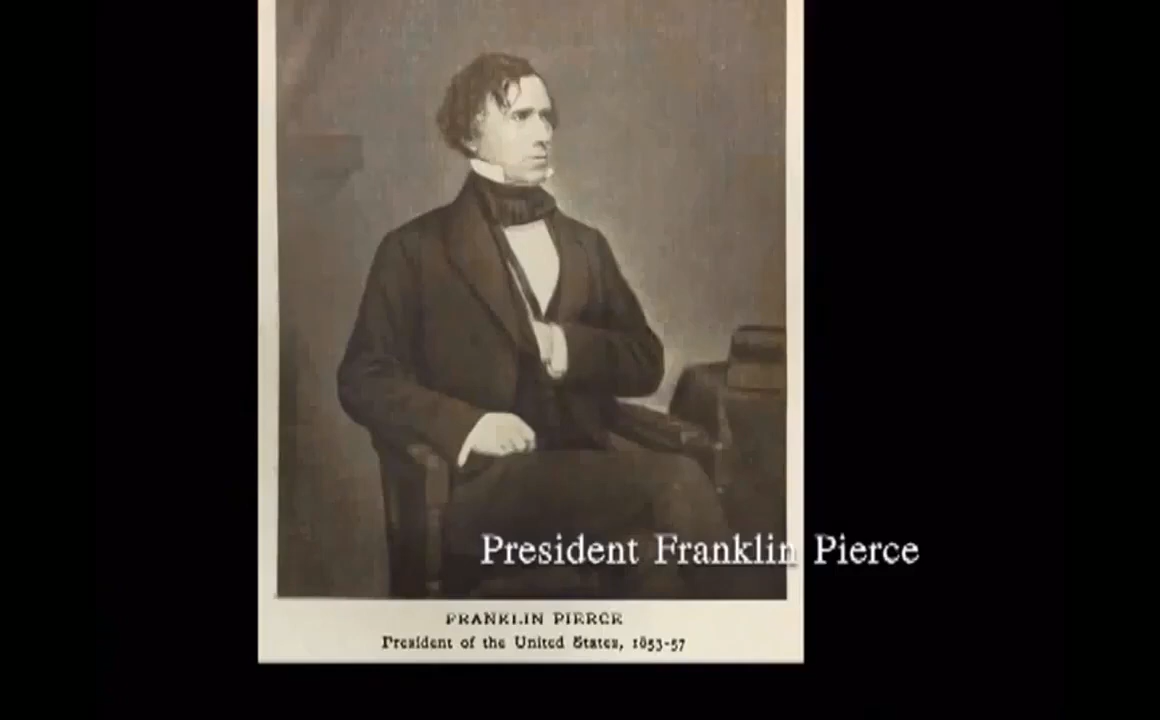 President Franklin Pierce
FRANKLIN PIERCE
President of the United States, 1853-57